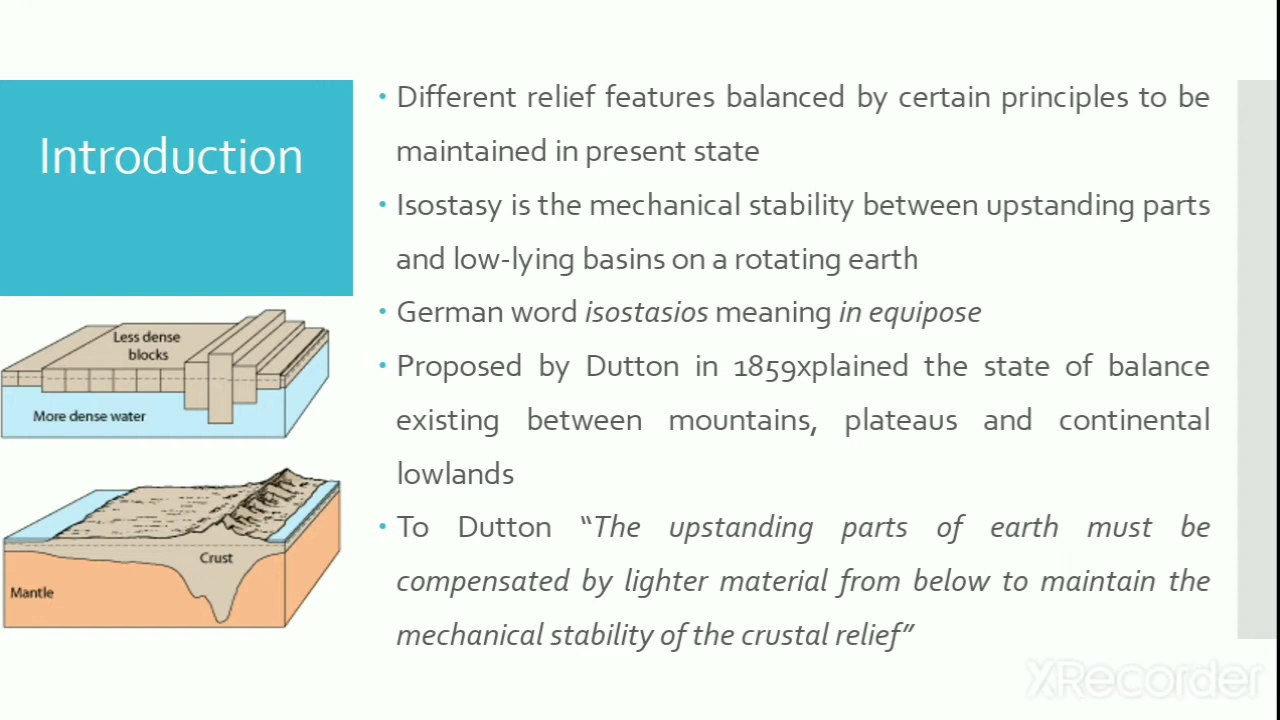 Introduction
• Different relief features balanced by certain principles to be
maintained in present state
• Isostasy is the mechanical stability between upstanding parts
and low-lying basins on a rotating earth
• German word isostasios meaning in equipose
• Proposed by Dutton in 1859xplained the state of balance
existing between mountains, plateaus and continental
lowlands
• To Dutton “The upstanding parts of earth must be
compensated by lighter material from below to maintain the
mechanical stability of the crustal relief”
Less dense
blocks
More dense water
Crust
Mantle
XRecorder